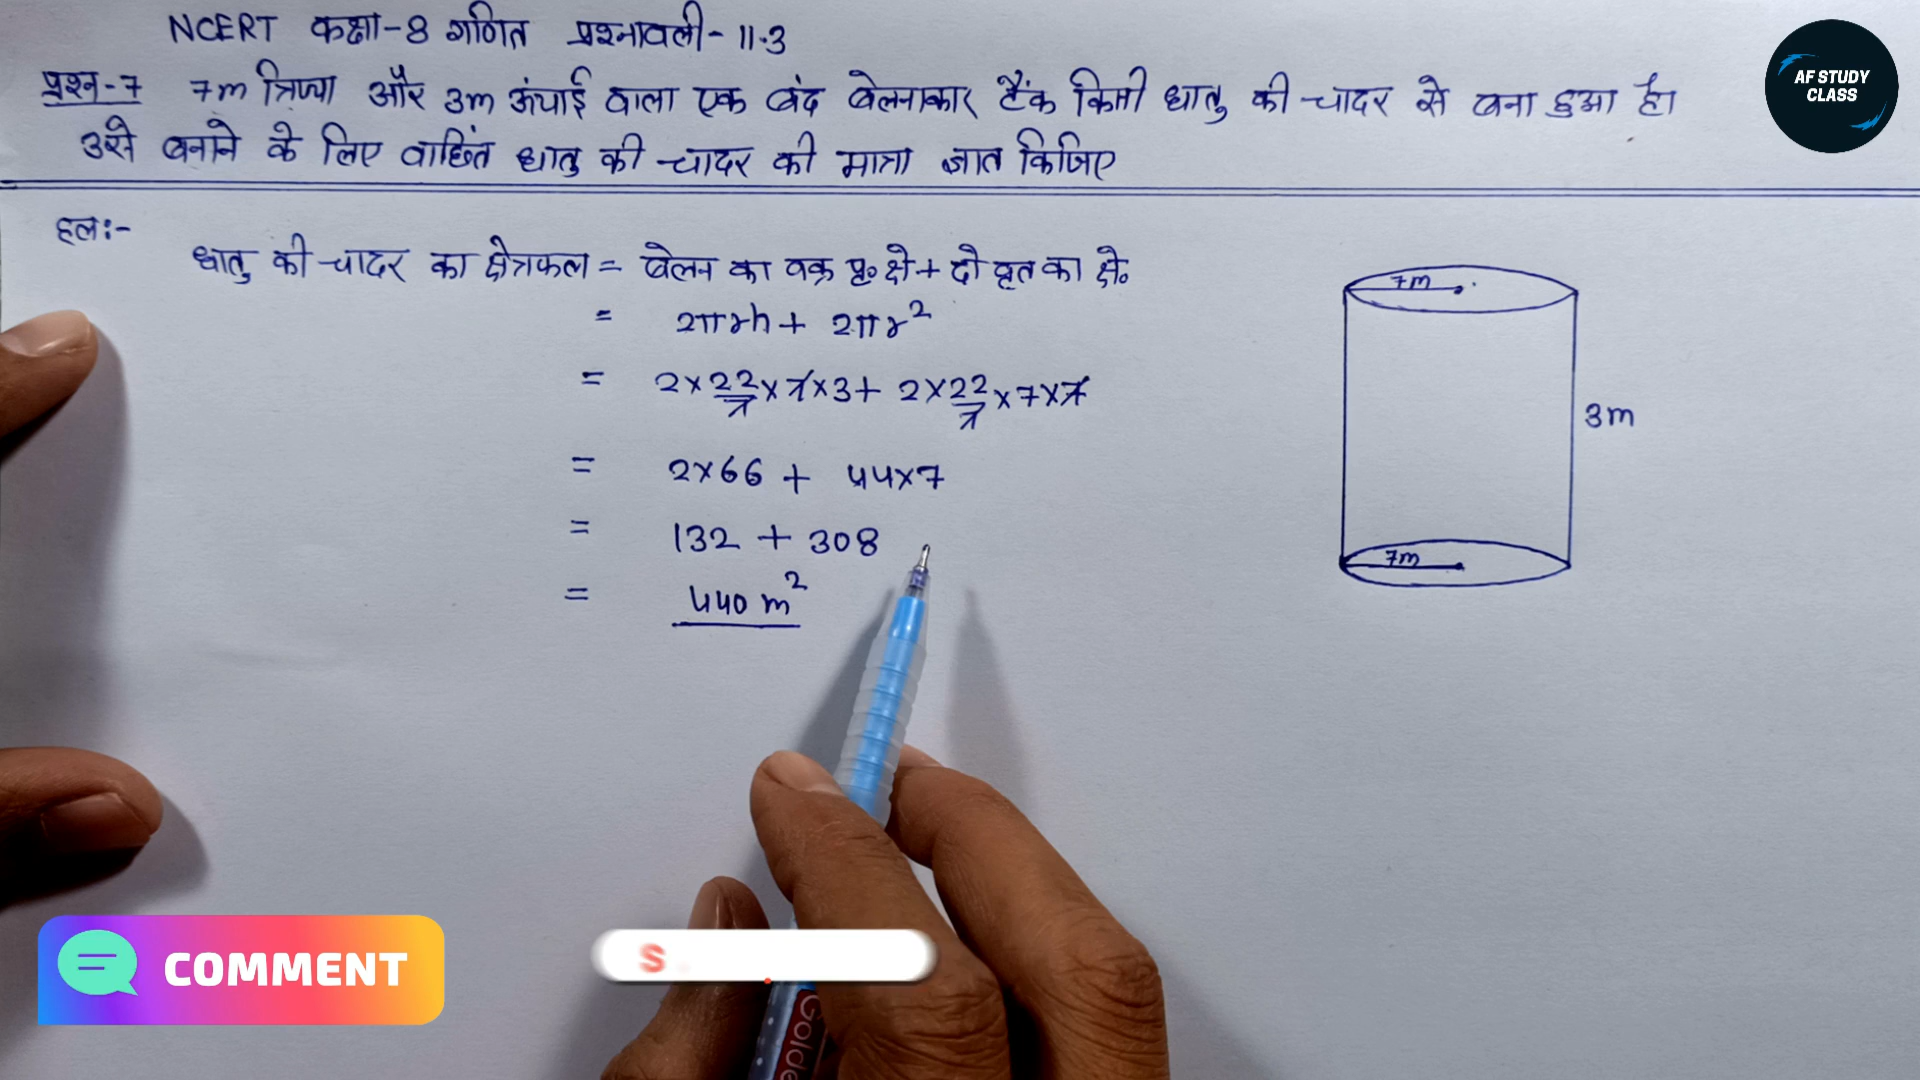 NCERT कक्षा-8 गणित प्रश्नावली- 11.3
प्रश्न-7 7m त्रिज्या और 3m ऊंचाई वाला एक बंद बेलनाकार टैंक किसी धातु की चादर से बना हुआ है।
उसे बनाने के लिए वांछित धातु की चादर की मात्रा ज्ञात किजिए
AF STUDY
CLASS
हलः-
धातु की चादर का क्षेत्रफल = बेलन का वक्र पृ० क्षे + दो वृत का क्षे०
= 2πrh + 2πr²
= 2×22/7×7×3+ 2×22/7×7×7
= 2×66 + 44×7
= 132 + 308
= 440 m²
7m
3m
7m
COMMENT
S
Golde